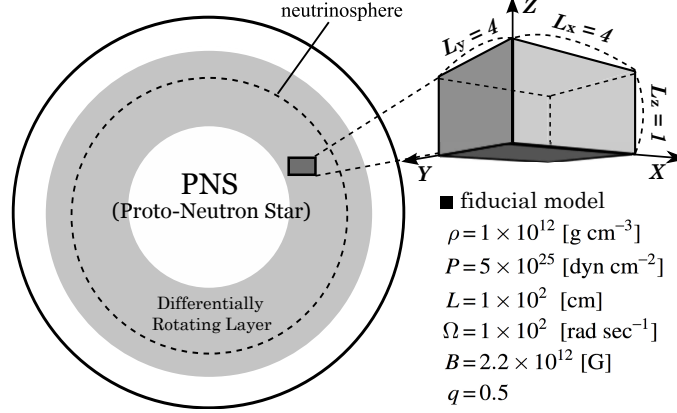 neutrinosphere
PNS
(Proto-Neutron Star)
Differentially
Rotating Layer
Z
L_y = 4
L_x = 4
L_z = 1
Y
X
■ fiducial model
ρ = 1 × 10^12 [g cm^−3]
P = 5 × 10^25 [dyn cm^−2]
L = 1 × 10^2 [cm]
Ω = 1 × 10^2 [rad sec^−1]
B = 2.2 × 10^12 [G]
q = 0.5